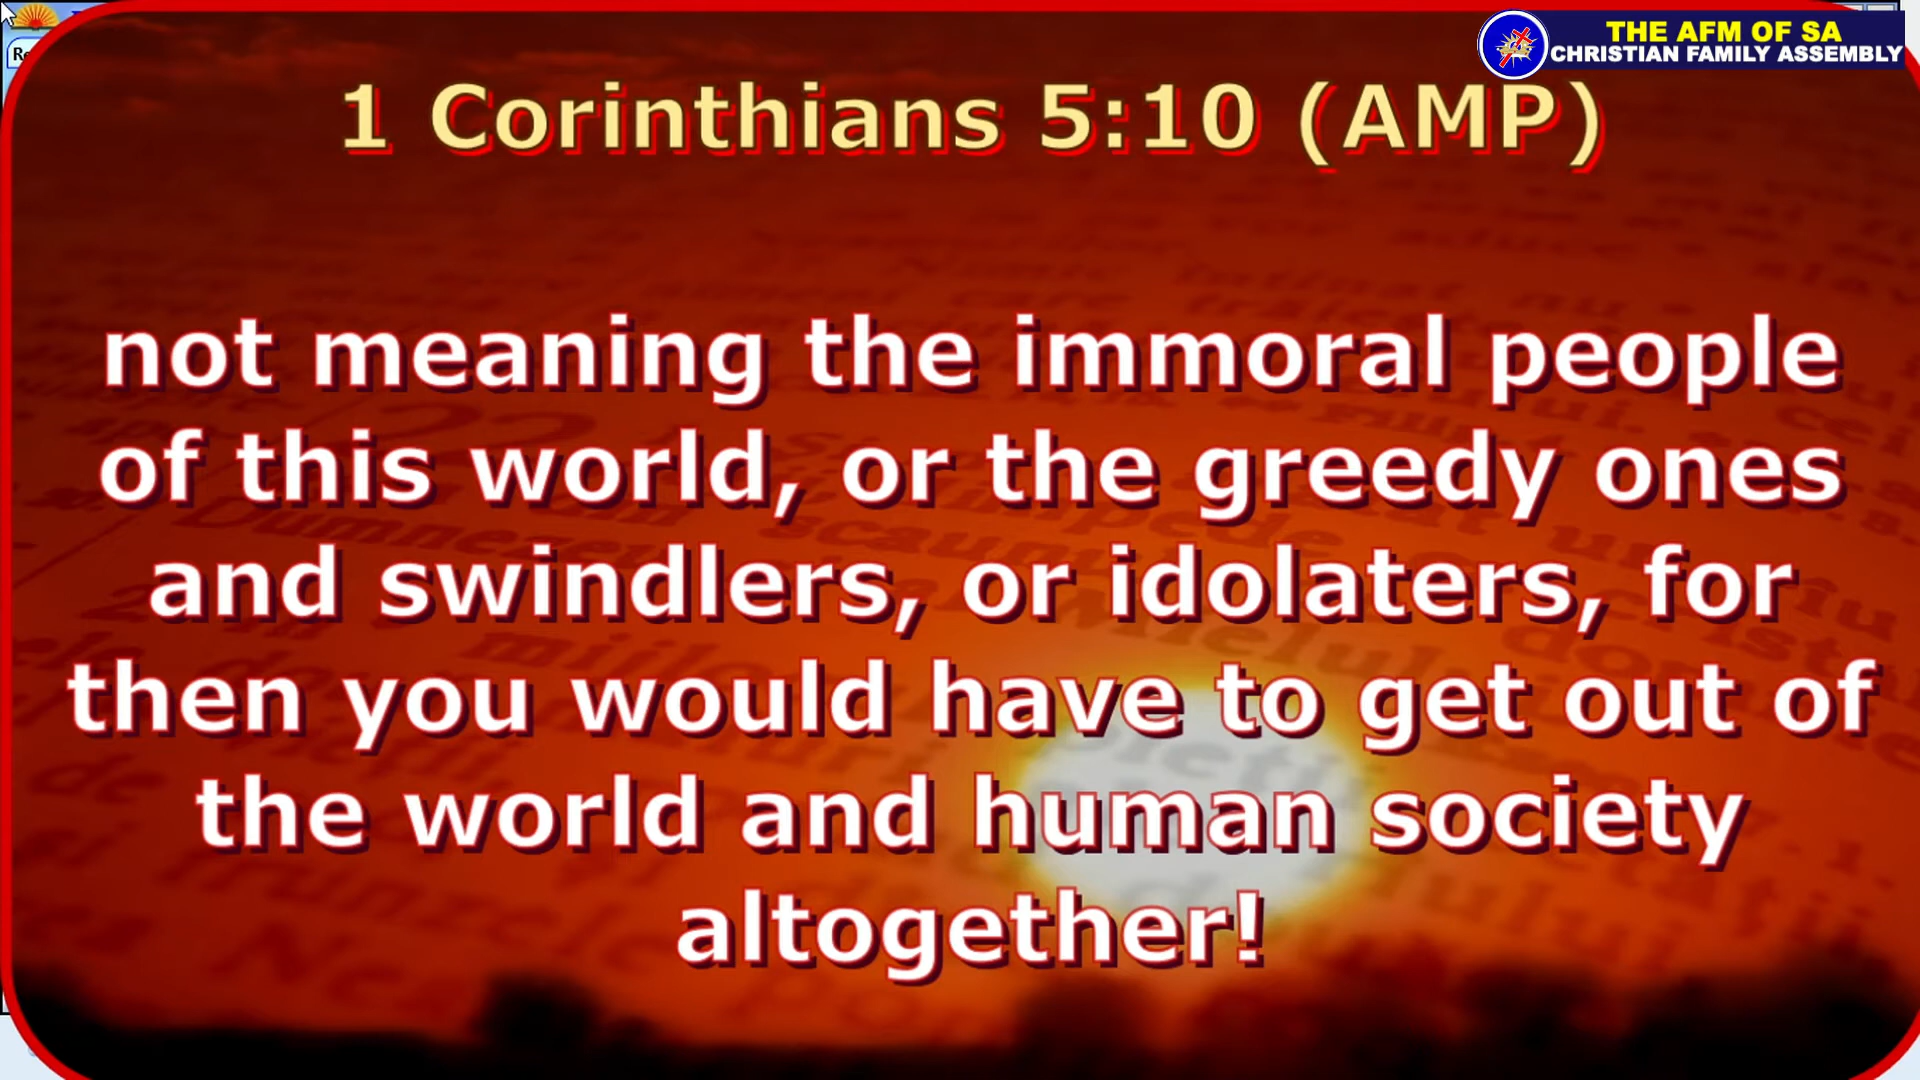 THE AFM OF SA
CHRISTIAN FAMILY ASSEMBLY
1 Corinthians 5:10 (AMP)
not meaning the immoral people
of this world, or the greedy ones
and swindlers, or idolaters, for
then you would have to get out of
the world and human society
altogether!